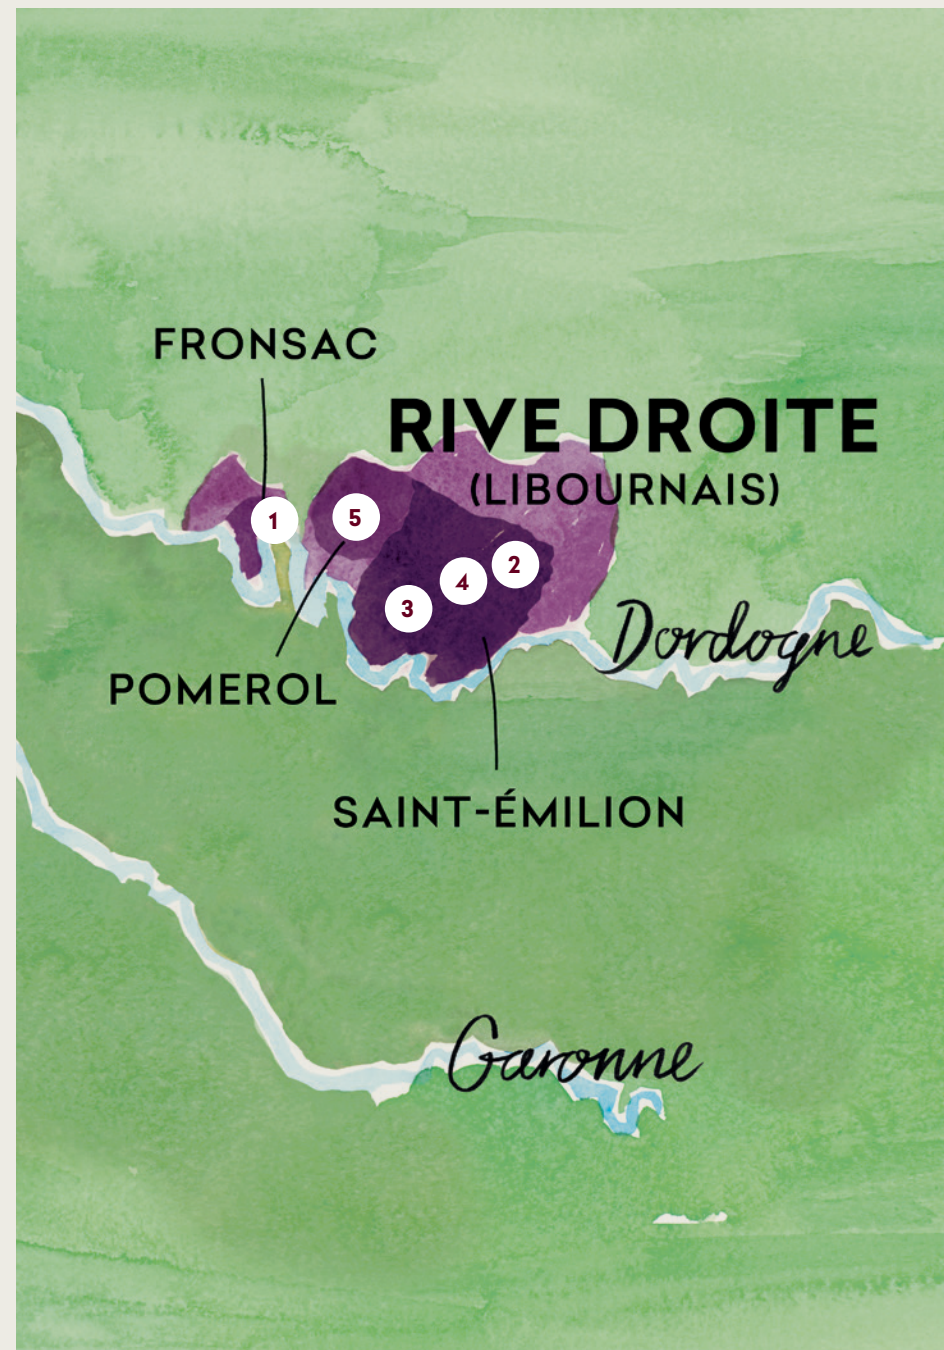 FRONSAC
RIVE DROITE
(LIBOURNAIS)
1
5
2
4
3
Dordogne
POMEROL
SAINT-ÉMILION
Garonne